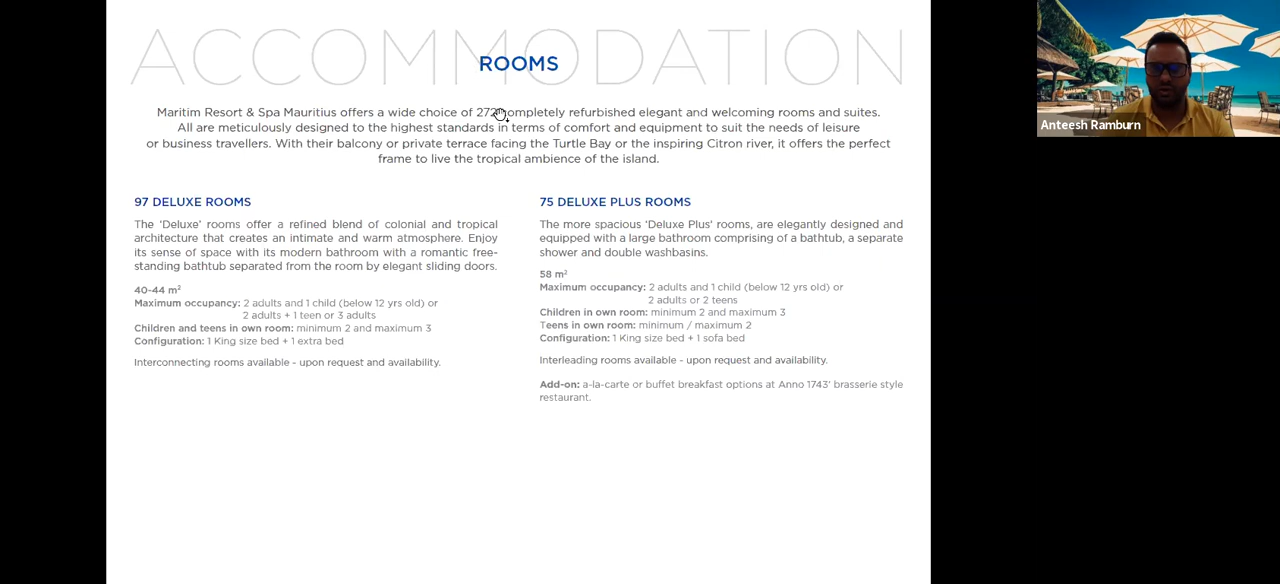 ACCOMMODATION
ROOMS
Maritim Resort & Spa Mauritius offers a wide choice of completely refurbished elegant and welcoming rooms and suites.
All are meticulously designed to the highest standards in terms of comfort and equipment to suit the needs of leisure
or business travellers. With their balcony or private terrace facing the Turtle Bay or the inspiring Citron river, it offers the perfect
frame to live the tropical ambience of the island.
97 DELUXE ROOMS
The ‘Deluxe’ rooms offer a refined blend of colonial and tropical
architecture that creates an intimate and warm atmosphere. Enjoy
its sense of space with its modern bathroom with a romantic free-
standing bathtub separated from the room by elegant sliding doors.
40-44 m²
Maximum occupancy: 2 adults and 1 child (below 12 yrs old) or
2 adults + 1 teen or 3 adults
Children and teens in own room: minimum 2 and maximum 3
Configuration: 1 King size bed + 1 extra bed
Interconnecting rooms available - upon request and availability.
75 DELUXE PLUS ROOMS
The more spacious ‘Deluxe Plus’ rooms, are elegantly designed and
equipped with a large bathroom comprising of a bathtub, a separate
shower and double washbasins.
58 m²
Maximum occupancy: 2 adults and 1 child (below 12 yrs old) or
2 adults or 2 teens
Children in own room: minimum 2 and maximum 3
Teens in own room: minimum / maximum 2
Configuration: 1 King size bed + 1 sofa bed
Interleading rooms available - upon request and availability.
Add-on: a-la-carte or buffet breakfast options at Anno 1743’ brasserie style
restaurant.
Anteesh Ramburn